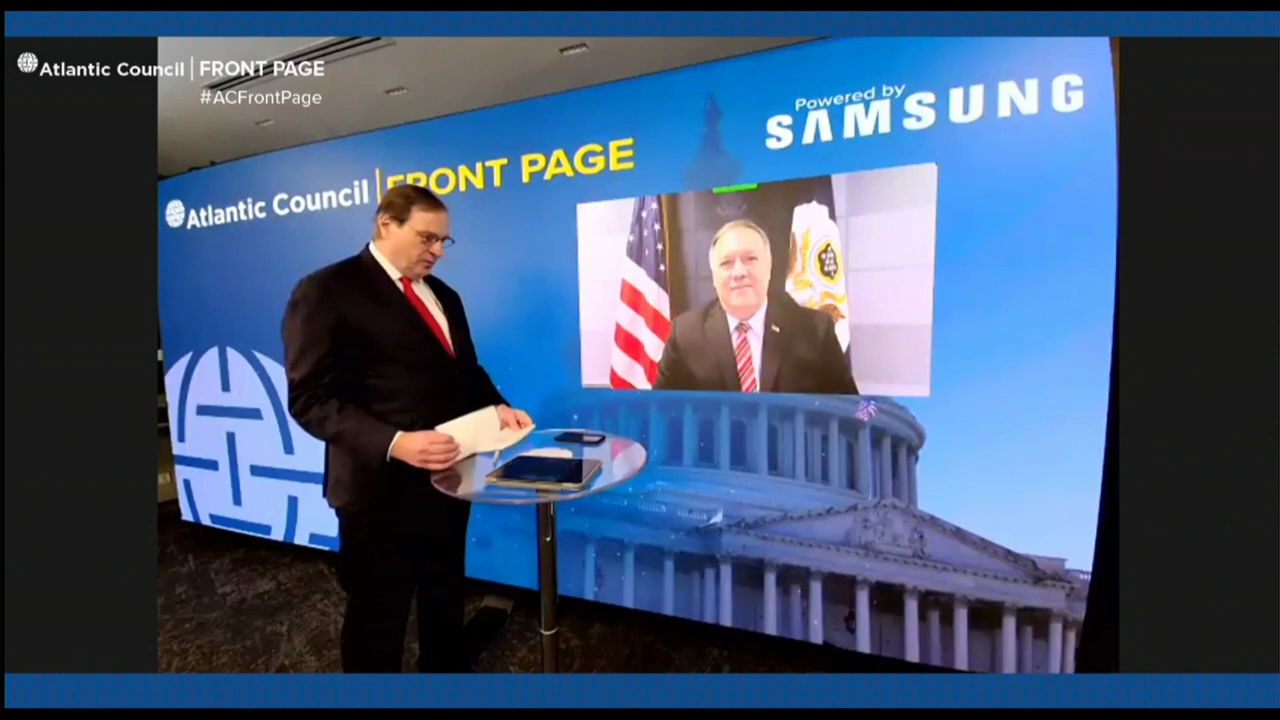 Atlantic Council | FRONT PAGE
#ACFrontPage
Powered by
SAMSUNG
Atlantic Council | FRONT PAGE